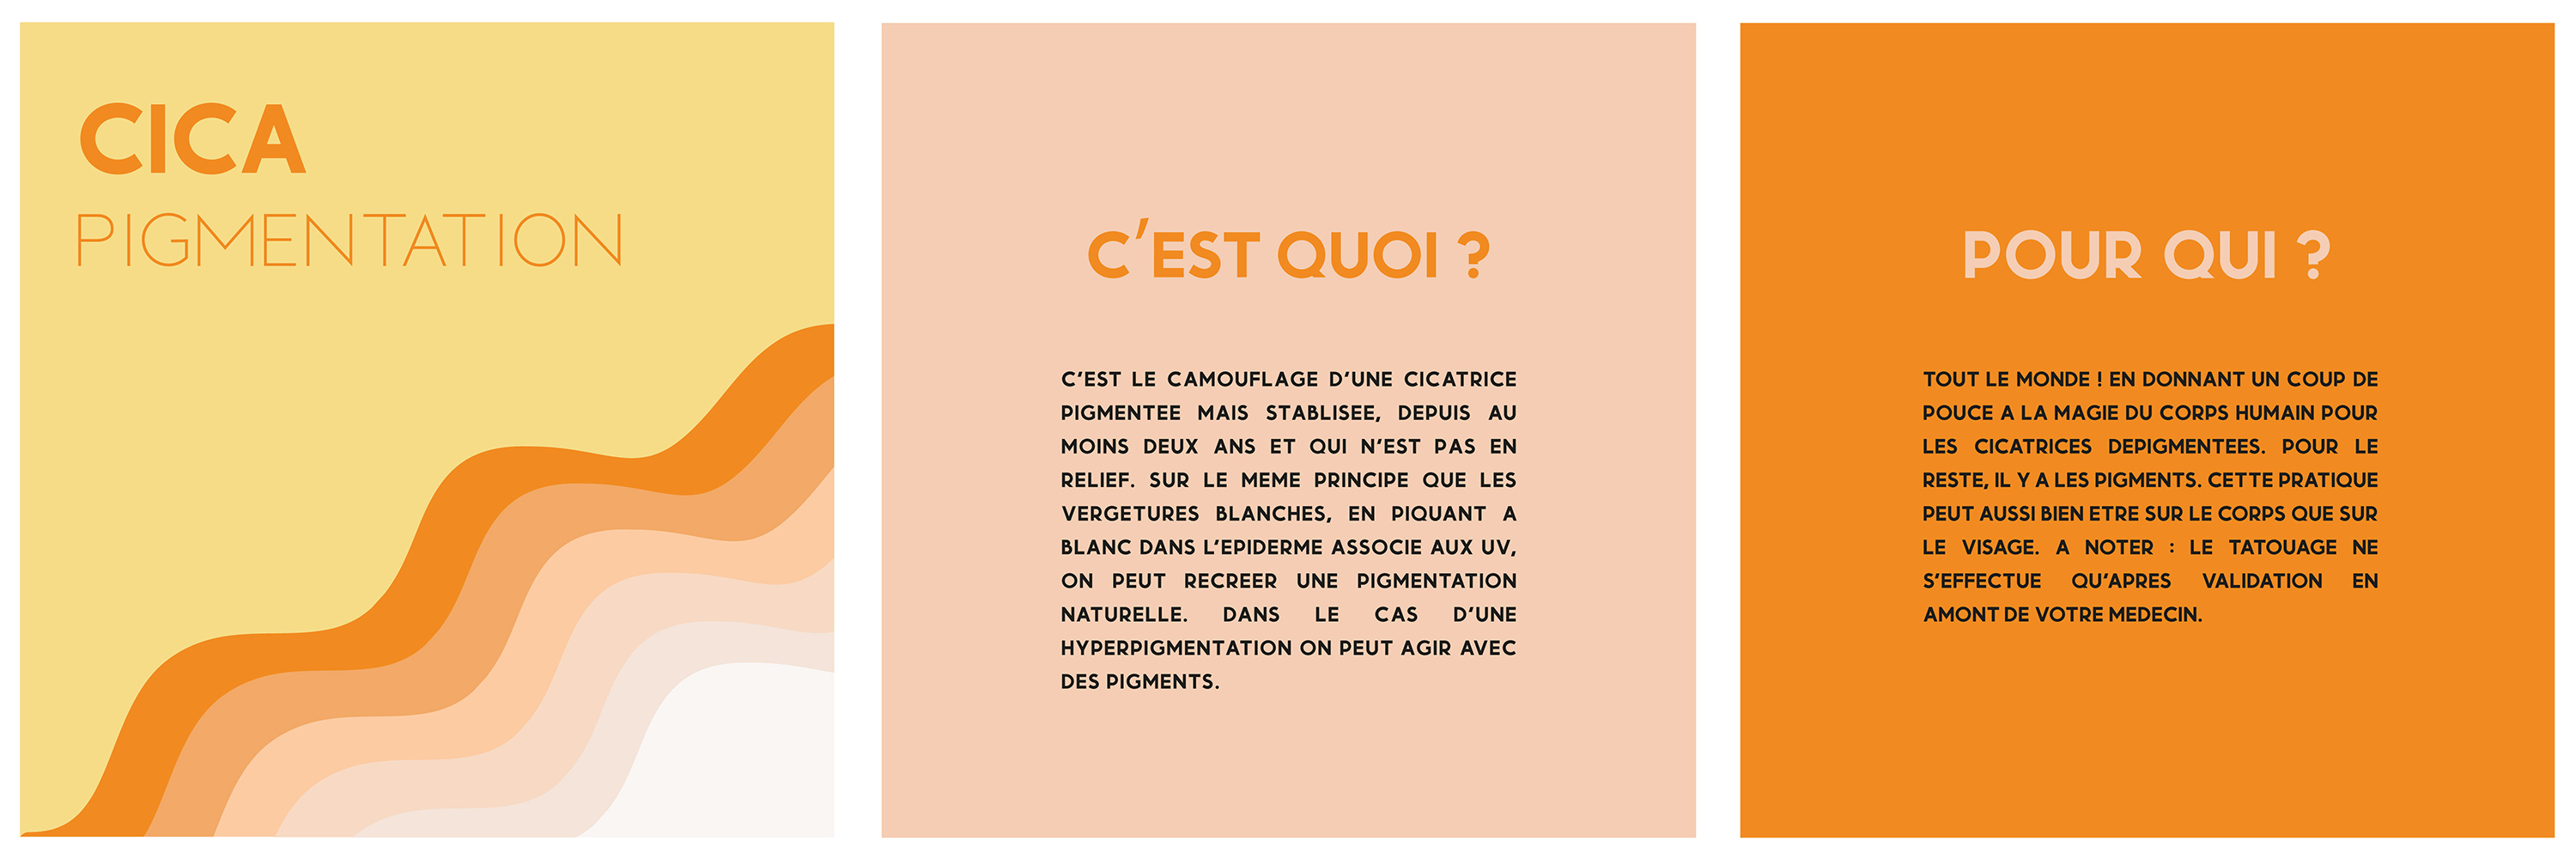 CICA
PIGMENTATION
C'EST QUOI ?
C'EST LE CAMOUFLAGE D'UNE CICATRICE
PIGMENTEE MAIS STABLISEE, DEPUIS AU
MOINS DEUX ANS ET QUI N'EST PAS EN
RELIEF. SUR LE MEME PRINCIPE QUE LES
VERGETURES BLANCHES, EN PIQUANT A
BLANC DANS L'EPIDERME ASSOCIE AUX UV,
ON PEUT RECREER UNE PIGMENTATION
NATURELLE. DANS LE CAS D'UNE
HYPERPIGMENTATION ON PEUT AGIR AVEC
DES PIGMENTS.
POUR QUI ?
TOUT LE MONDE ! EN DONNANT UN COUP DE
POUCE A LA MAGIE DU CORPS HUMAIN POUR
LES CICATRICES DEPIGMENTEES. POUR LE
RESTE, IL Y A LES PIGMENTS. CETTE PRATIQUE
PEUT AUSSI BIEN ETRE SUR LE CORPS QUE SUR
LE VISAGE. A NOTER : LE TATOUAGE NE
S'EFFECTUE QU'APRES VALIDATION EN
AMONT DE VOTRE MEDECIN.